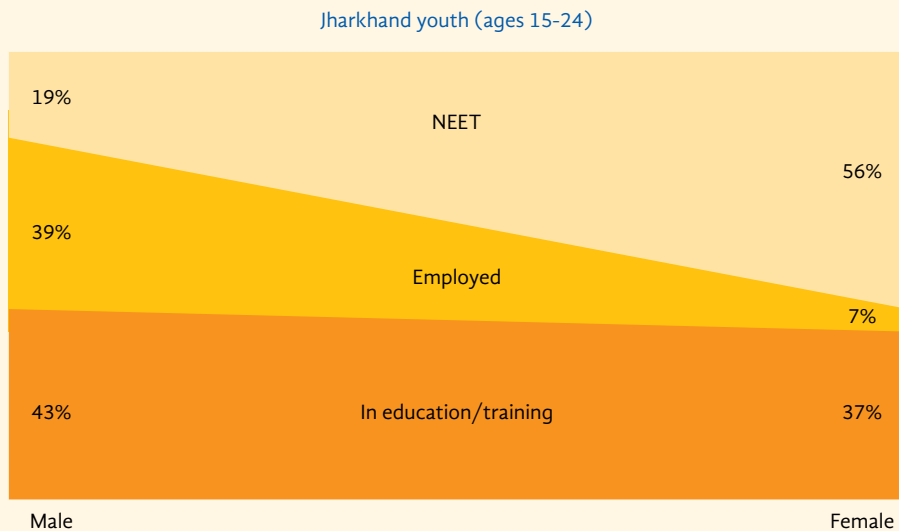 Jharkhand youth (ages 15-24)
19%
NEET
56%
39%
Employed
7%
43%
In education/training
37%
Male
Female